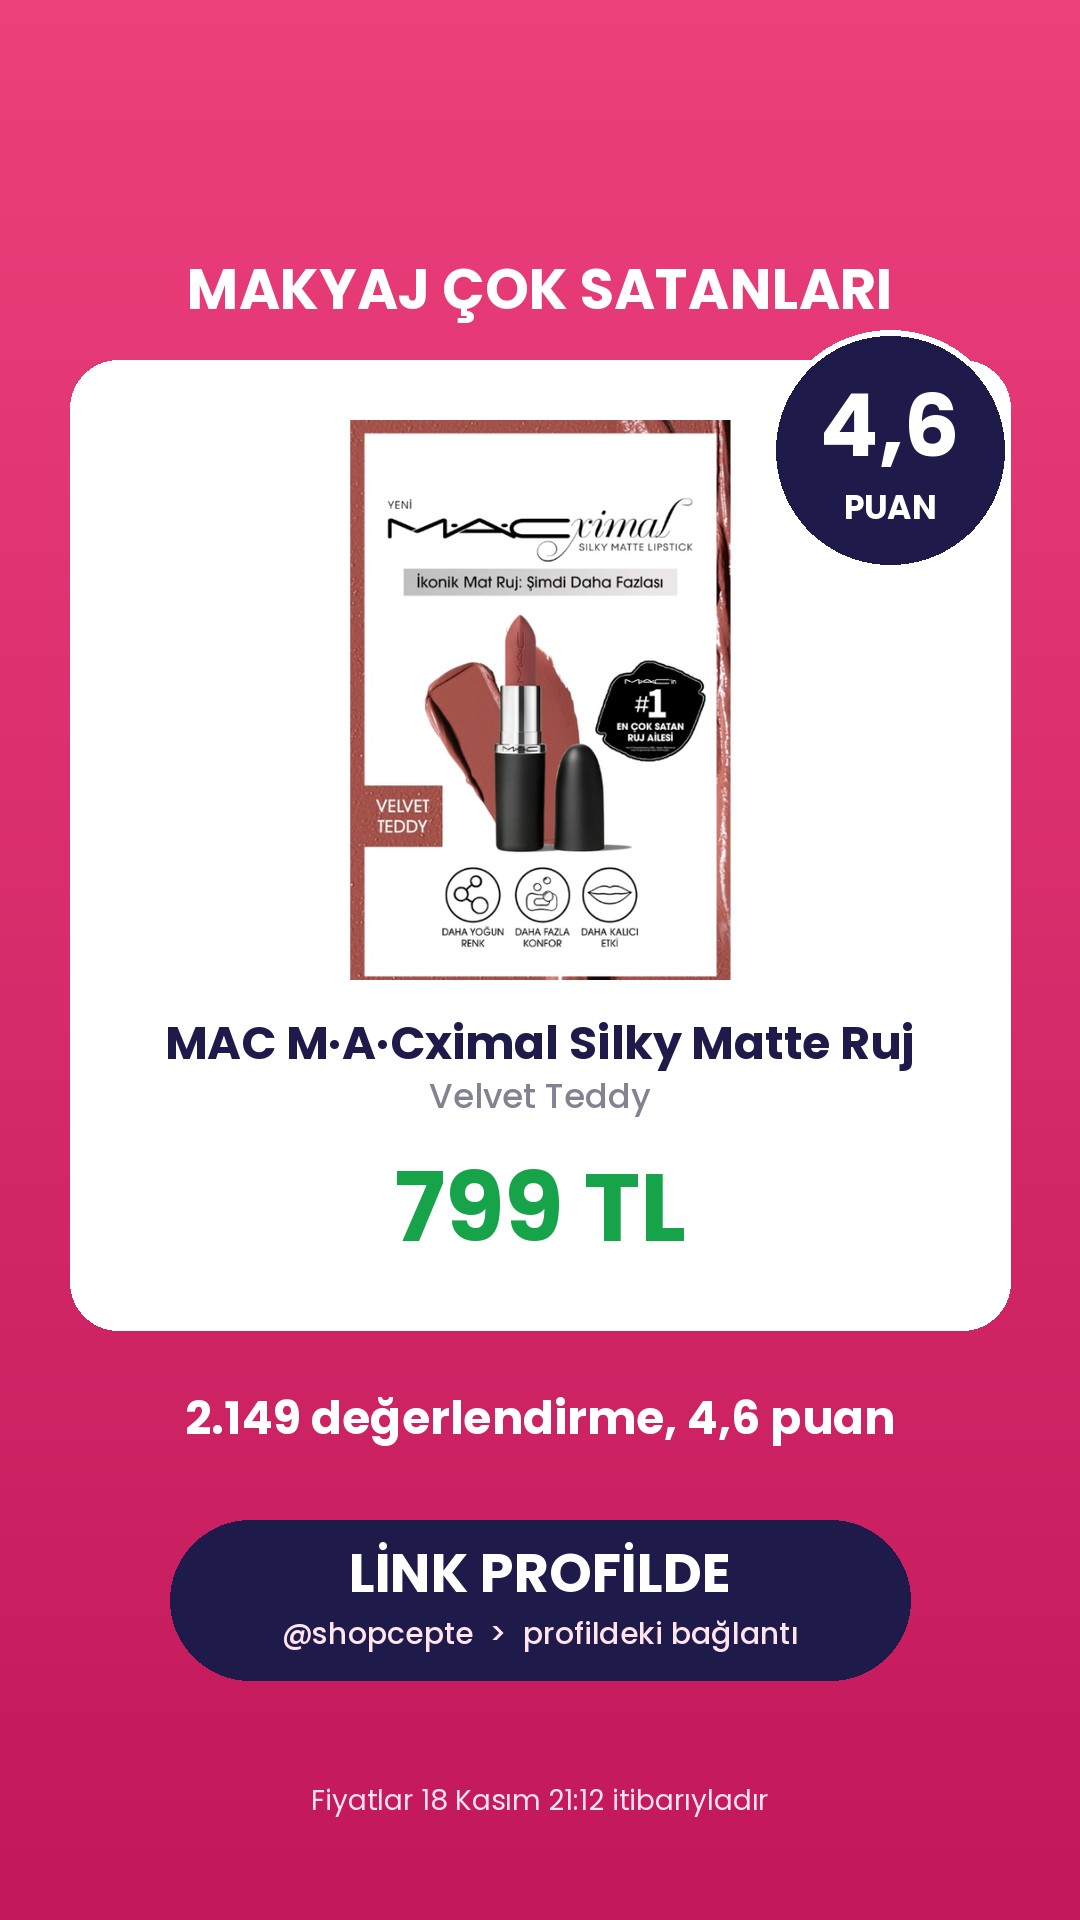 MAKYAJ ÇOK SATANLARI
4,6
PUAN
YENİ
M·A·Cximal
SILKY MATTE LIPSTICK
İkonik Mat Ruj: Şimdi Daha Fazlası
M·A·C'in
#1
EN ÇOK SATAN
RUJ AİLESİ
M·A·C
VELVET
TEDDY
DAHA YOĞUN
RENK
DAHA FAZLA
KONFOR
DAHA KALICI
ETKİ
MAC M·A·Cximal Silky Matte Ruj
Velvet Teddy
799 TL
2.149 değerlendirme, 4,6 puan
LİNK PROFİLDE
@shopcepte > profildeki bağlantı
Fiyatlar 18 Kasım 21:12 itibarıyladır